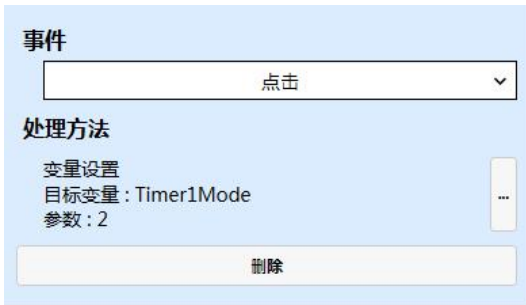 事件
点击
处理方法
变量设置
目标变量 : Timer1Mode
参数 : 2
...
删除